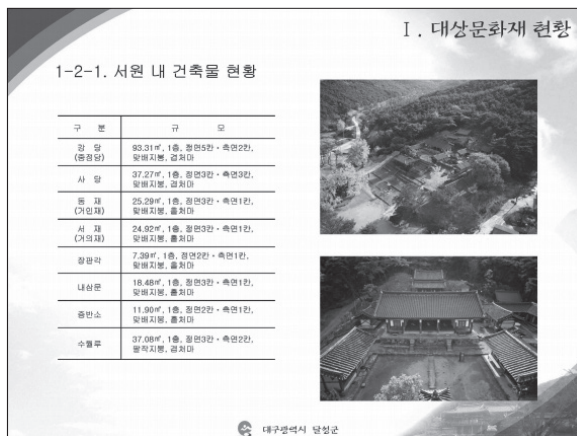 Ⅰ. 대상문화재 현황
1-2-1. 서원 내 건축물 현황
구 분 규 모
강 당
(중정당)
93.31㎡, 1층, 정면5칸·측면2칸,
맞배지붕, 겹처마
사 당
37.27㎡, 1층, 정면3칸·측면3칸,
맞배지붕, 겹처마
동 재
(거인재)
25.29㎡, 1층, 정면3칸·측면1칸,
맞배지붕, 홑처마
서 재
(거의재)
24.92㎡, 1층, 정면3칸·측면1칸,
맞배지붕, 홑처마
장판각
7.39㎡, 1층, 정면2칸·측면1칸,
맞배지붕, 홑처마
내삼문
18.48㎡, 1층, 정면3칸·측면1칸,
맞배지붕, 홑처마
증반소
11.90㎡, 1층, 정면2칸·측면1칸,
맞배지붕, 홑처마
수월루
37.08㎡, 1층, 정면3칸·측면2칸,
팔작지붕, 겹처마
대구광역시 달성군